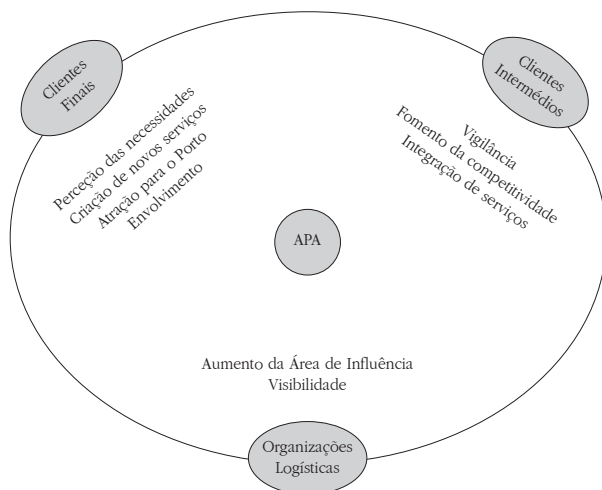 Clientes
Finais
Perceção das necessidades
Criação de novos serviços
Atração para o Porto
Envolvimento
Clientes
Intermédios
Vigilância
Fomento da competitividade
Integração de serviços
APA
Aumento da Área de Influência
Visibilidade
Organizações
Logísticas